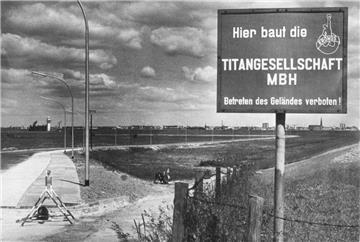 Hier baut die
TITANGESELLSCHAFT
MBH
Betreten des Geländes verboten!